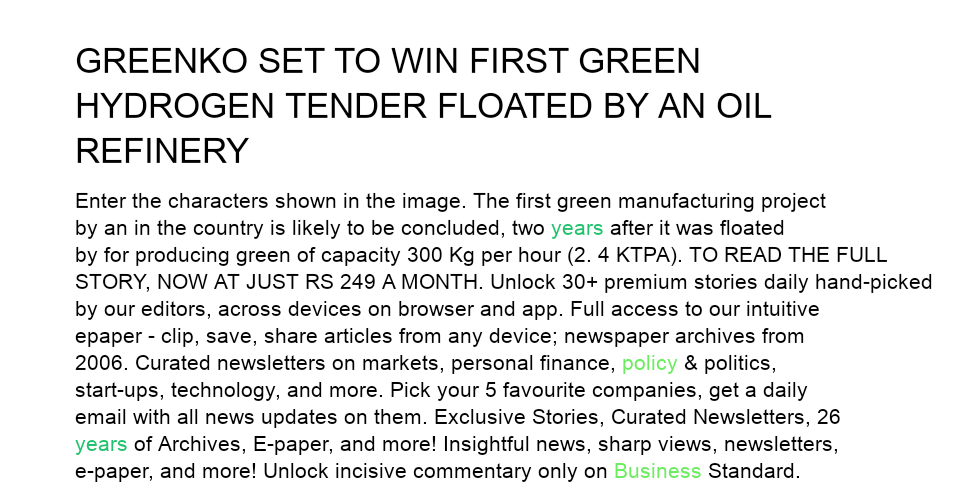 GREENKO SET TO WIN FIRST GREEN
HYDROGEN TENDER FLOATED BY AN OIL
REFINERY
Enter the characters shown in the image. The first green manufacturing project
by an in the country is likely to be concluded, two years after it was floated
by for producing green of capacity 300 Kg per hour (2. 4 KTPA). TO READ THE FULL
STORY, NOW AT JUST RS 249 A MONTH. Unlock 30+ premium stories daily hand-picked
by our editors, across devices on browser and app. Full access to our intuitive
epaper - clip, save, share articles from any device; newspaper archives from
2006. Curated newsletters on markets, personal finance, policy & politics,
start-ups, technology, and more. Pick your 5 favourite companies, get a daily
email with all news updates on them. Exclusive Stories, Curated Newsletters, 26
years of Archives, E-paper, and more! Insightful news, sharp views, newsletters,
e-paper, and more! Unlock incisive commentary only on Business Standard.